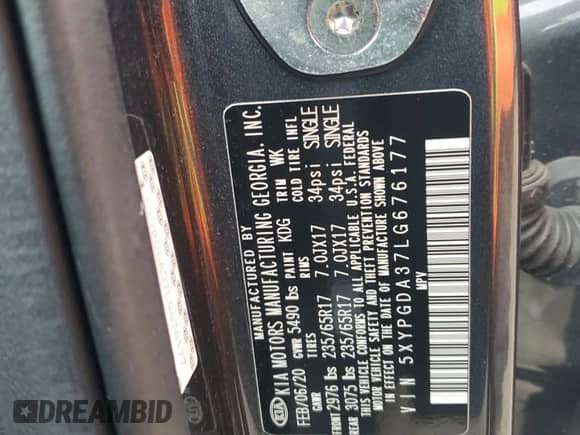 MANUFACTURED BY
KIA MOTORS MANUFACTURING GEORGIA, INC.
FEB/06/20 GVWR 5490 lbs PAINT KDG TRIM WK
GAWR TIRES RIMS COLD TIRE INFL
FRONT 2976 lbs 235/65R17 7.0JX17 34psi SINGLE
REAR 3075 lbs 235/65R17 7.0JX17 34psi SINGLE
THIS VEHICLE CONFORMS TO ALL APPLICABLE U.S.A. FEDERAL
MOTOR VEHICLE SAFETY AND THEFT PREVENTION STANDARDS
IN EFFECT ON THE DATE OF MANUFACTURE SHOWN ABOVE
VIN 5XYPGDA37LG676177
MPV
DREAMBID